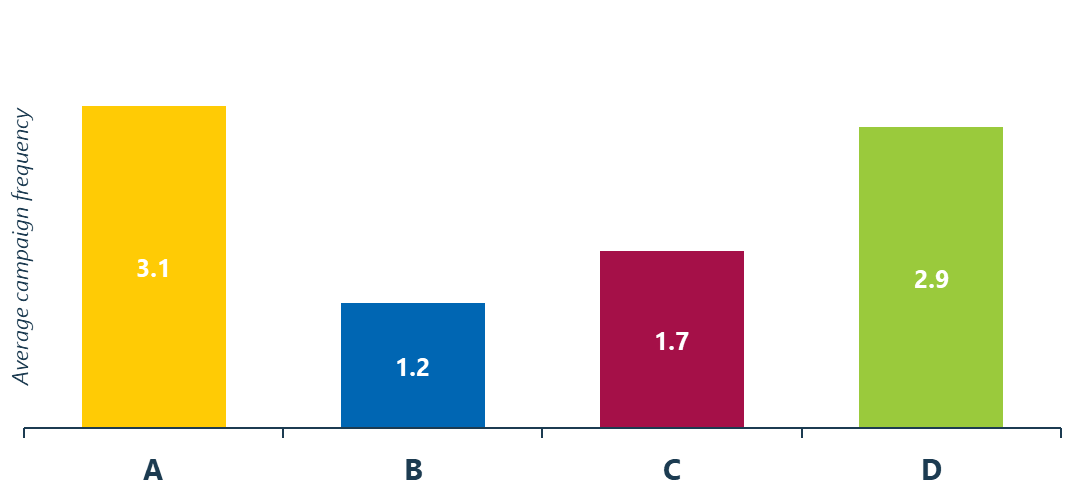 Average campaign frequency
3.1
1.2
1.7
2.9
A
B
C
D